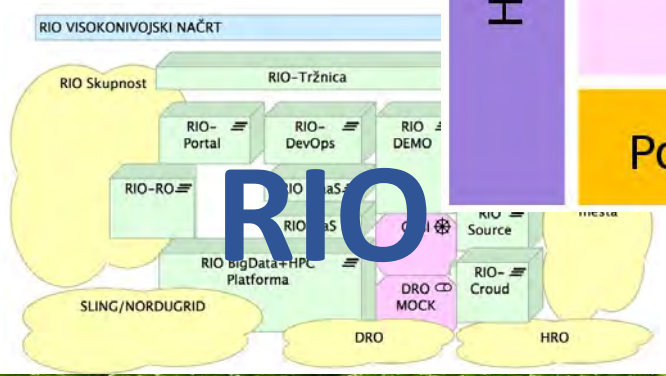 RIO VISOKONIVOJSKI NAČRT
H
RIO Skupnost
RIO-Tržnica
RIO-
Portal
RIO-
DevOps
RIO
DEMO
Po
RIO-RO
RIO
RIO
RIO
Source
mesta
RIO BigData+HPC
Platforma
DRO
MOCK
RIO-
Croud
SLING/NORDUGRID
DRO
HRO